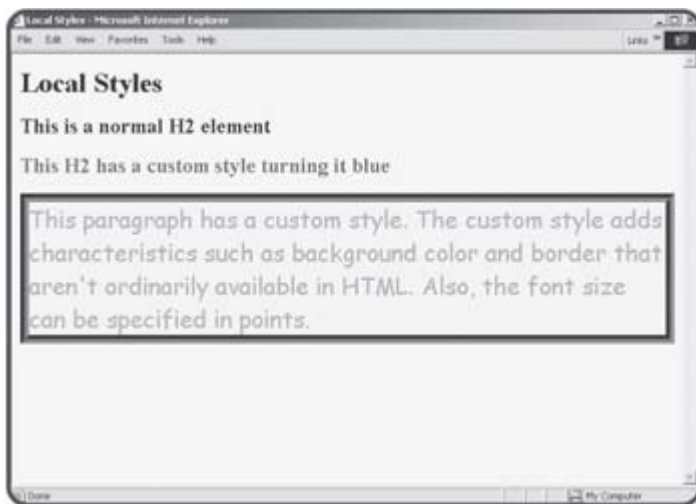 Local Styles - Microsoft Internet Explorer
File Edit View Favorites Tools Help
Links
Local Styles
This is a normal H2 element
This H2 has a custom style turning it blue
This paragraph has a custom style. The custom style adds
characteristics such as background color and border that
aren't ordinarily available in HTML. Also, the font size
can be specified in points.
Done
My Computer